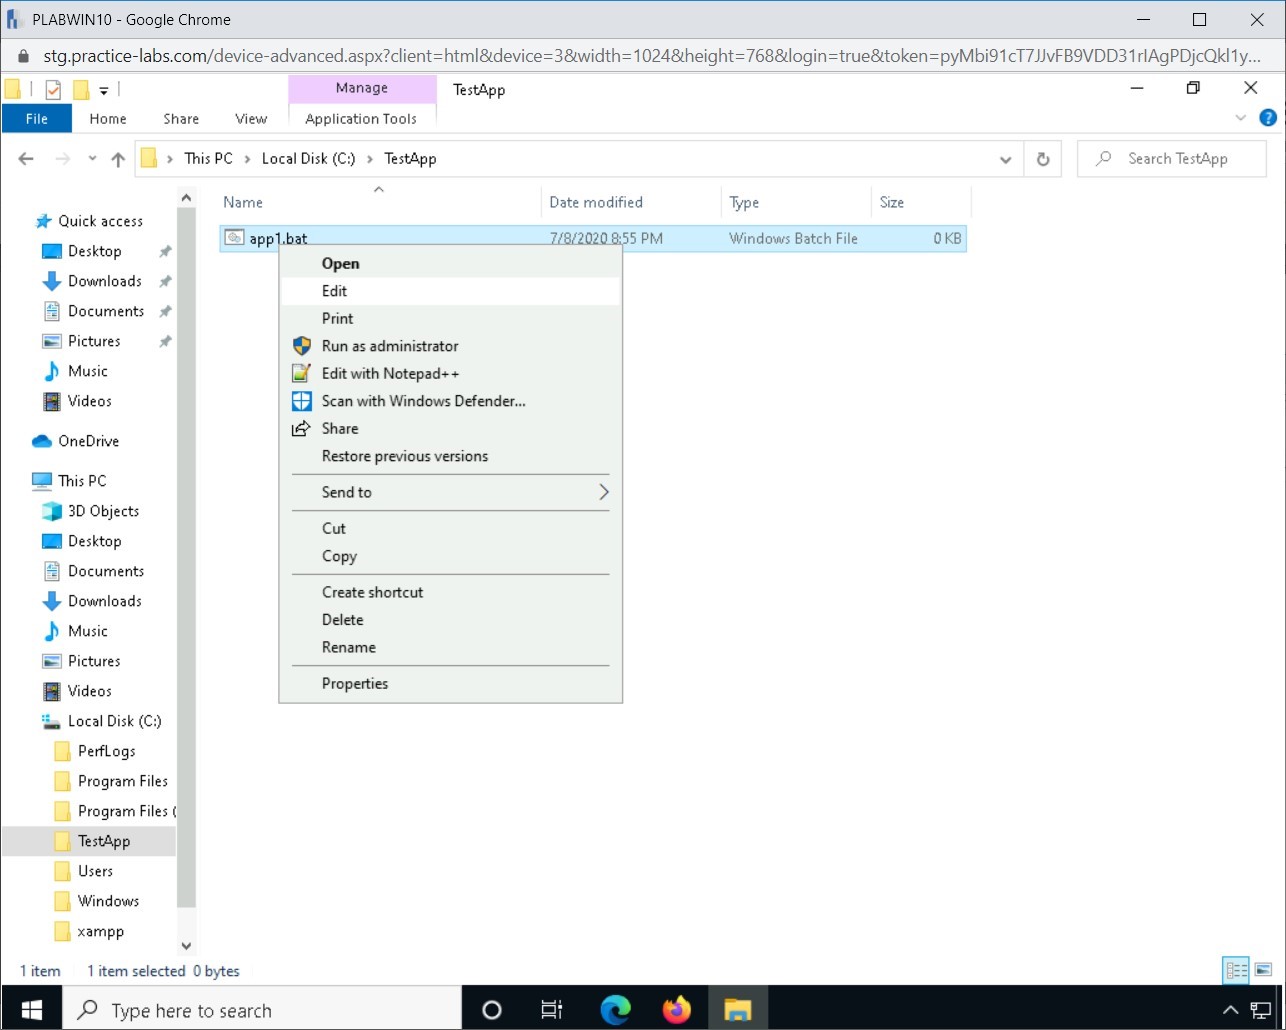 PLABWIN10 - Google Chrome
stg.practice-labs.com/device-advanced.aspx?client=html&device=3&width=1024&height=768&login=true&token=pyMbi91cT7JJvFB9VDD31rIAgPDjcQkl1y...
Manage
TestApp
File
Home
Share
View
Application Tools
This PC
Local Disk (C:)
TestApp
Search TestApp
Name
Date modified
Type
Size
app1.bat
7/8/2020 8:55 PM
Windows Batch File
0 KB
Open
Edit
Print
Run as administrator
Edit with Notepad++
Scan with Windows Defender...
Share
Restore previous versions
Send to
Cut
Copy
Create shortcut
Delete
Rename
Properties
Quick access
Desktop
Downloads
Documents
Pictures
Music
Videos
OneDrive
This PC
3D Objects
Desktop
Documents
Downloads
Music
Pictures
Videos
Local Disk (C:)
PerfLogs
Program Files
Program Files (
TestApp
Users
Windows
xampp
1 item
1 item selected 0 bytes
Type here to search